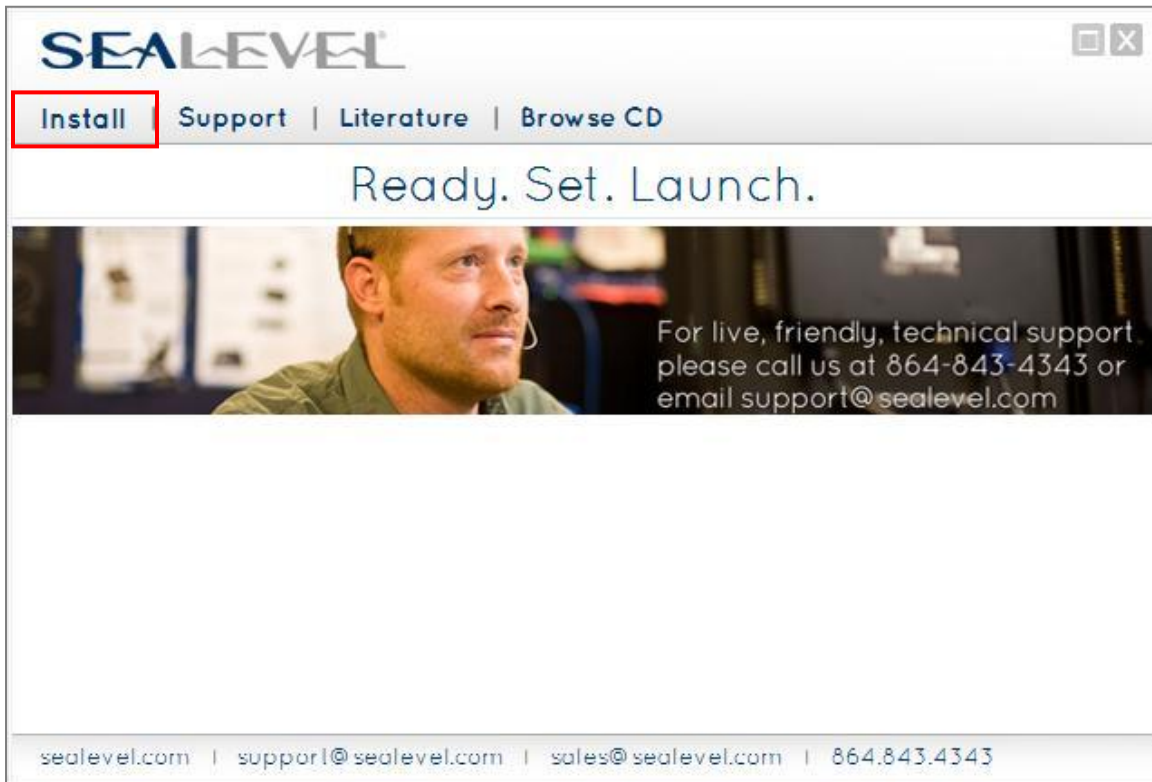 SEALEVEL
Install | Support | Literature | Browse CD
Ready. Set. Launch.
For live, friendly, technical support
please call us at 864-843-4343 or
email support@sealevel.com
sealevel.com | support@sealevel.com | sales@sealevel.com | 864.843.4343